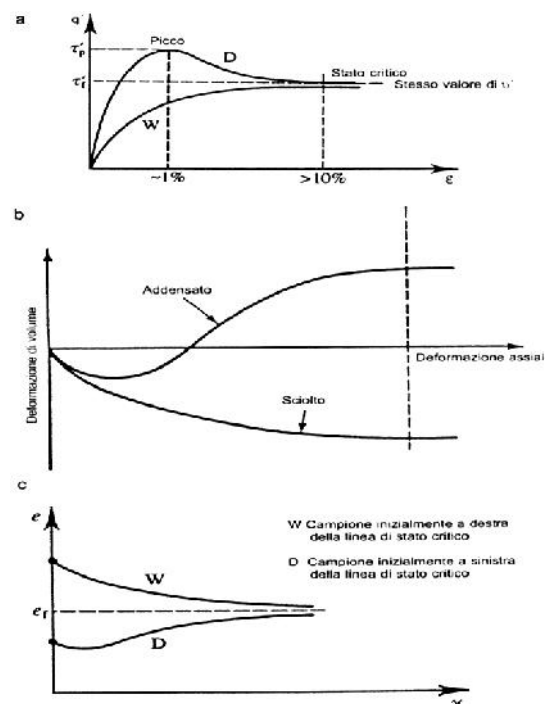 a
q'
τ'p
Picco
D
τ'f
Stato critico
Stesso valore di υ'
W
~1%
>10%
ε
b
Addensato
Deformazione di volume
Deformazione assial
Sciolto
c
e
W Campione inizialmente a destra
della linea di stato critico
D Campione inizialmente a sinistra
della linea di stato critico
W
ef
D
γ